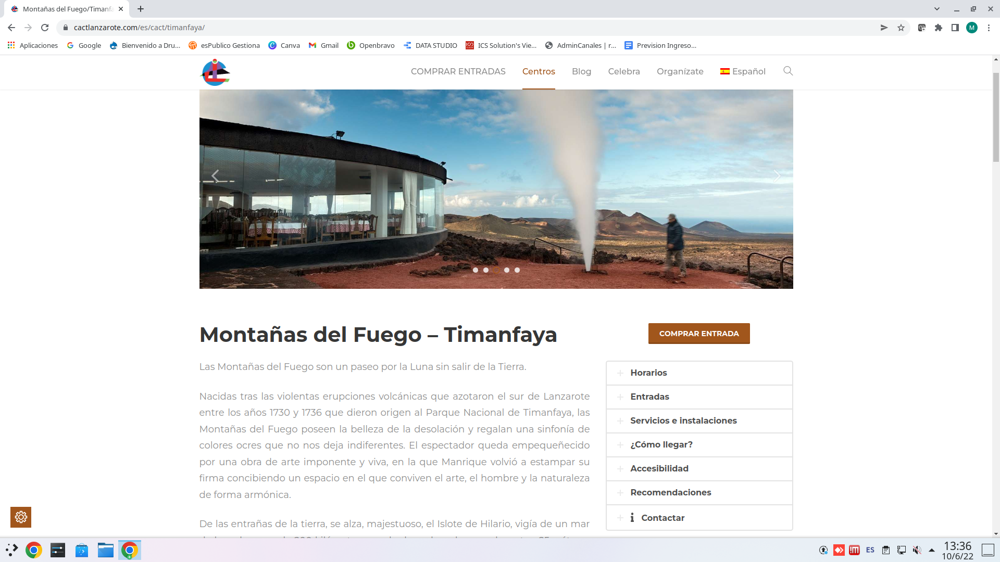 Montañas del Fuego/Timanfa
cactlanzarote.com/es/cact/timanfaya/
M
Aplicaciones
Google
Bienvenido a Dru...
esPublico Gestiona
Canva
Gmail
Openbravo
DATA STUDIO
ICS Solution's Vie...
AdminCanales | r...
Prevision Ingreso...
COMPRAR ENTRADAS
Centros
Blog
Celebra
Organízate
Español
Montañas del Fuego – Timanfaya
Las Montañas del Fuego son un paseo por la Luna sin salir de la Tierra.
Nacidas tras las violentas erupciones volcánicas que azotaron el sur de Lanzarote
entre los años 1730 y 1736 que dieron origen al Parque Nacional de Timanfaya, las
Montañas del Fuego poseen la belleza de la desolación y regalan una sinfonía de
colores ocres que no nos deja indiferentes. El espectador queda empequeñecido
por una obra de arte imponente y viva, en la que Manrique volvió a estampar su
firma concibiendo un espacio en el que conviven el arte, el hombre y la naturaleza
de forma armónica.
De las entrañas de la tierra, se alza, majestuoso, el Islote de Hilario, vigía de un mar
COMPRAR ENTRADA
Horarios
Entradas
Servicios e instalaciones
¿Cómo llegar?
Accesibilidad
Recomendaciones
Contactar
ES
13:36
10/6/22